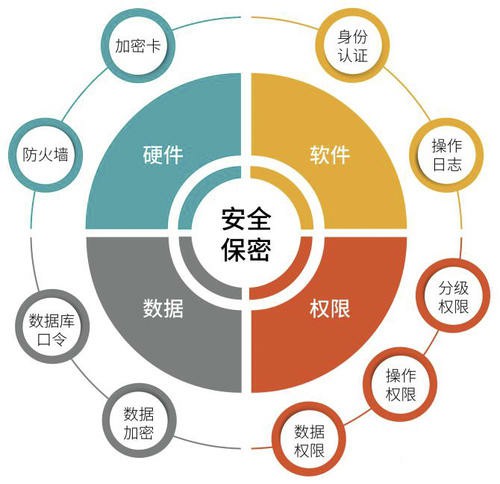 加密卡
身份
认证
防火墙
硬件
软件
操作
日志
安全
保密
数据库
口令
数据
权限
分级
权限
数据
加密
操作
权限
数据
权限